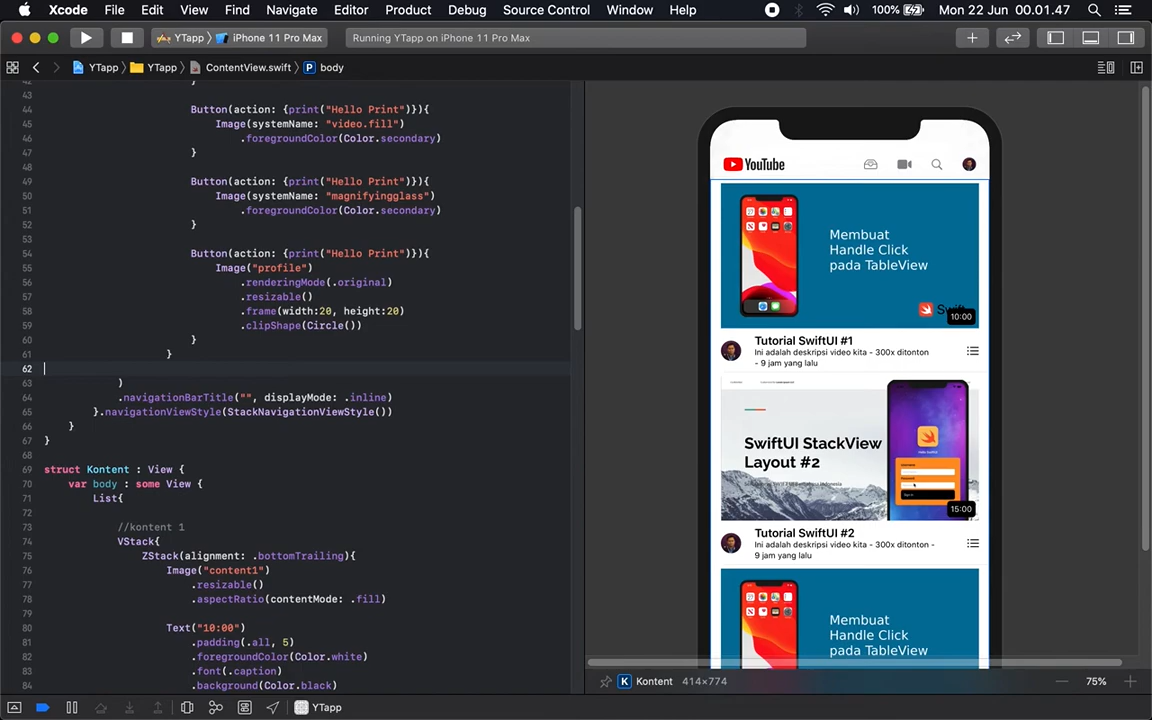 Xcode File Edit View Find Navigate Editor Product Debug Source Control Window Help 100% Mon 22 Jun 00.01.47
YTapp iPhone 11 Pro Max Running YTapp on iPhone 11 Pro Max
YTapp YTapp ContentView.swift P body
43
44 Button(action: {print("Hello Print")}){
45 Image(systemName: "video.fill")
46 .foregroundColor(Color.secondary)
47 }
48
49 Button(action: {print("Hello Print")}){
50 Image(systemName: "magnifyingglass")
51 .foregroundColor(Color.secondary)
52 }
53
54 Button(action: {print("Hello Print")}){
55 Image("profile")
56 .renderingMode(.original)
57 .resizable()
58 .frame(width:20, height:20)
59 .clipShape(Circle())
60 }
61 }
62
63 )
64 .navigationBarTitle("", displayMode: .inline)
65 }.navigationViewStyle(StackNavigationViewStyle())
66 }
67 }
68
69 struct Kontent : View {
70 var body : some View {
71 List{
72
73 //kontent 1
74 VStack{
75 ZStack(alignment: .bottomTrailing){
76 Image("content1")
77 .resizable()
78 .aspectRatio(contentMode: .fill)
79
80 Text("10:00")
81 .padding(.all, 5)
82 .foregroundColor(Color.white)
83 .font(.caption)
84 .background(Color.black)
YouTube
Membuat
Handle Click
pada TableView
10:00
Tutorial SwiftUI #1
Ini adalah deskripsi video kita - 300x ditonton
- 9 jam yang lalu
SwiftUI StackView
Layout #2
15:00
Tutorial SwiftUI #2
Ini adalah deskripsi video kita - 300x ditonton -
9 jam yang lalu
Membuat
Handle Click
pada TableView
K Kontent 414×774 75%
YTapp